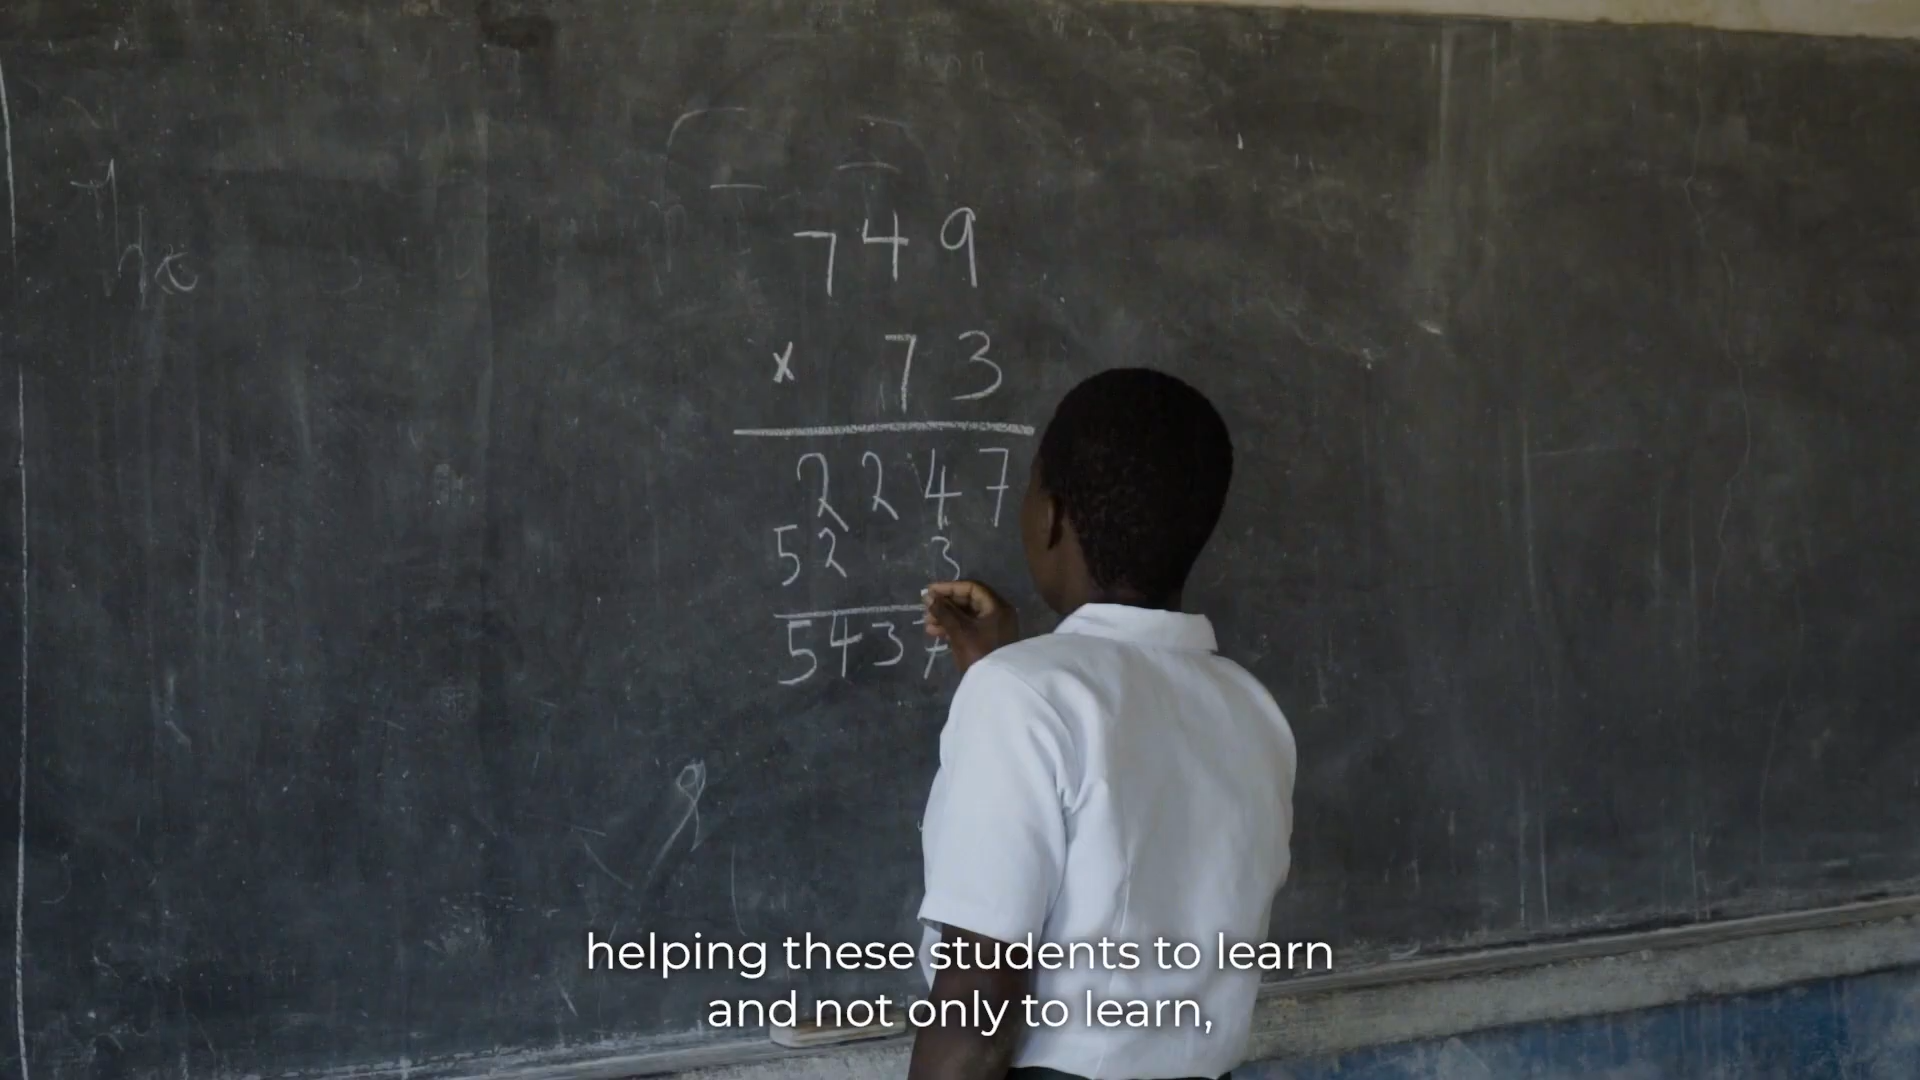 749
x 73
2247
52 3
5437
helping these students to learn
and not only to learn,